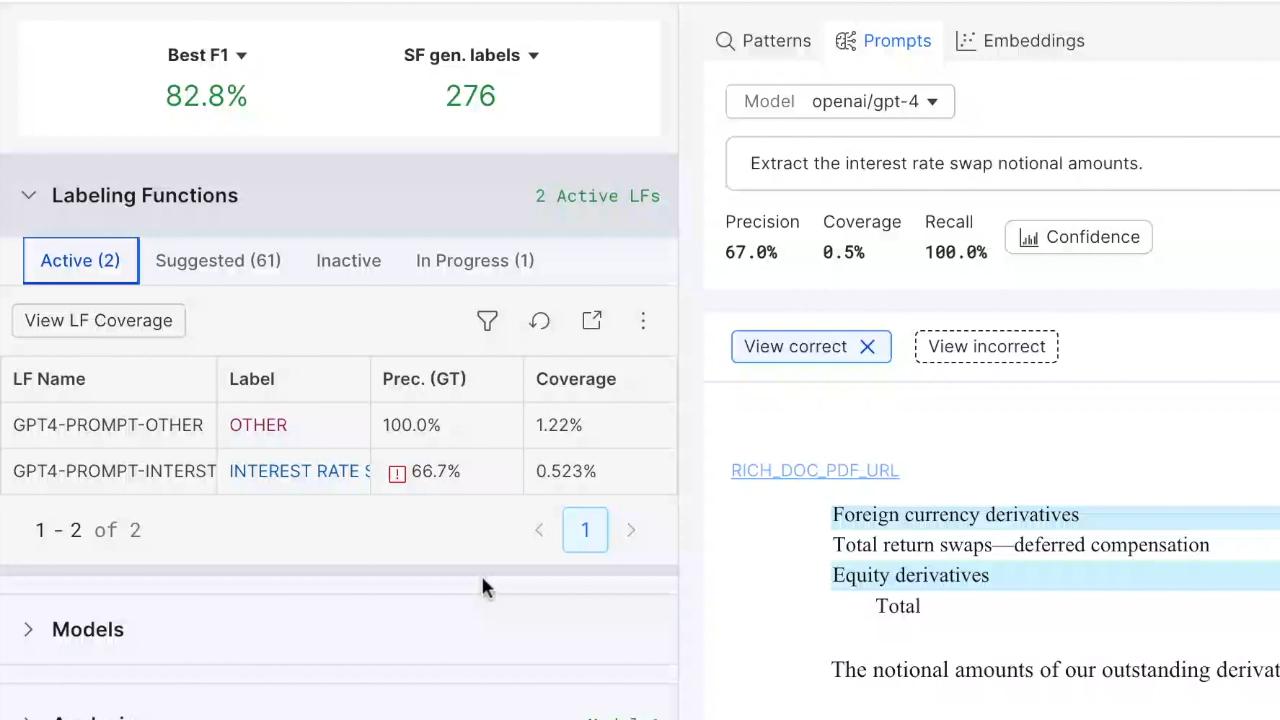 Best F1
SF gen. labels
82.8%
276
Labeling Functions
2 Active LFs
Active (2)
Suggested (61)
Inactive
In Progress (1)
View LF Coverage
LF Name
Label
Prec. (GT)
Coverage
GPT4-PROMPT-OTHER
OTHER
100.0%
1.22%
GPT4-PROMPT-INTERST
INTEREST RATE
66.7%
0.523%
1 - 2 of 2
1
Models
Patterns
Prompts
Embeddings
Model openai/gpt-4
Extract the interest rate swap notional amounts.
Precision
Coverage
Recall
67.0%
0.5%
100.0%
Confidence
View correct
View incorrect
RICH_DOC_PDF_URL
Foreign currency derivatives
Total return swaps—deferred compensation
Equity derivatives
Total
The notional amounts of our outstanding derivat